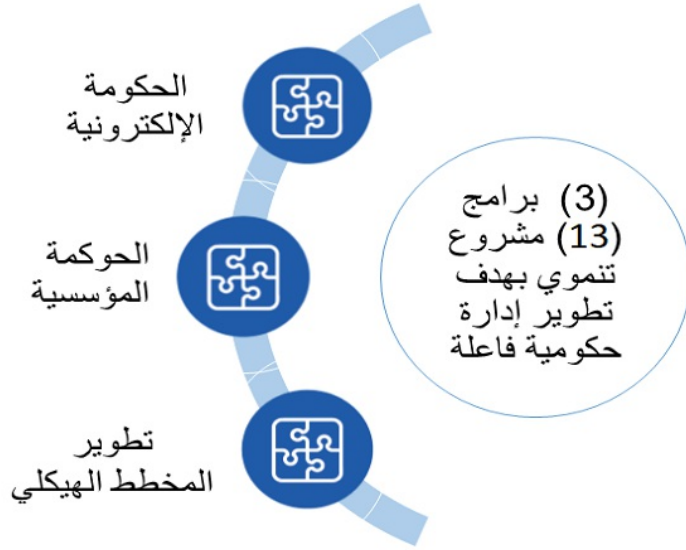 (3) برامج
(13) مشروع
تنموي بهدف
تطوير إدارة
حكومية فاعلة
الحكومة
الإلكترونية
الحوكمة
المؤسسية
تطوير
المخطط الهيكلي